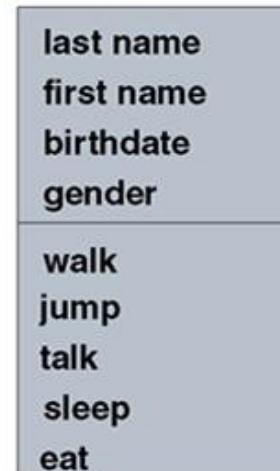 last name
first name
birthdate
gender
walk
jump
talk
sleep
eat